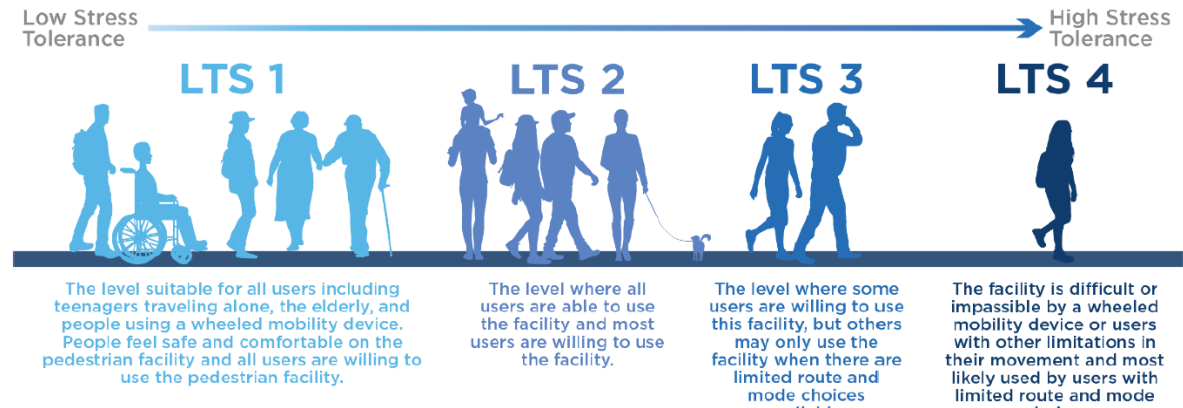 Low Stress
Tolerance
High Stress
Tolerance
LTS 1
LTS 2
LTS 3
LTS 4
The level suitable for all users including
teenagers traveling alone, the elderly, and
people using a wheeled mobility device.
People feel safe and comfortable on the
pedestrian facility and all users are willing to
use the pedestrian facility.
The level where all
users are able to use
the facility and most
users are willing to use
the facility.
The level where some
users are willing to use
this facility, but others
may only use the
facility when there are
limited route and
mode choices
The facility is difficult or
impassible by a wheeled
mobility device or users
with other limitations in
their movement and most
likely used by users with
limited route and mode